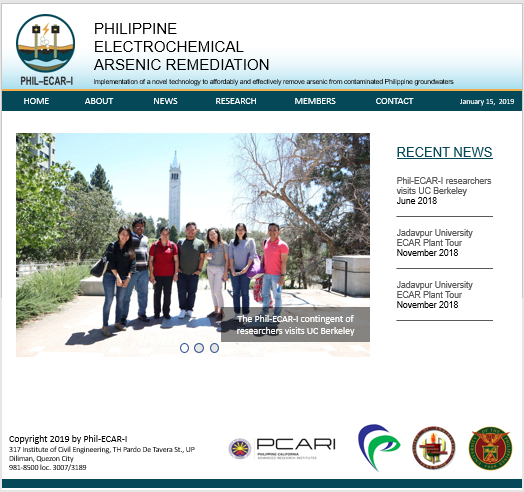 PHIL-ECAR-I
PHILIPPINE
ELECTROCHEMICAL
ARSENIC REMEDIATION
Implementation of a novel technology to affordably and effectively remove arsenic from contaminated Philippine groundwaters
HOME ABOUT NEWS RESEARCH MEMBERS CONTACT January 15, 2019
RECENT NEWS
Phil-ECAR-I researchers
visits UC Berkeley
June 2018
Jadavpur University
ECAR Plant Tour
November 2018
Jadavpur University
ECAR Plant Tour
November 2018
The Phil-ECAR-I contingent of
researchers visits UC Berkeley
Copyright 2019 by Phil-ECAR-I
317 Institute of Civil Engineering, TH Pardo De Tavera St., UP
Diliman, Quezon City
981-8500 loc. 3007/3189
PCARI
PHILIPPINE-CALIFORNIA
ADVANCED RESEARCH INSTITUTES